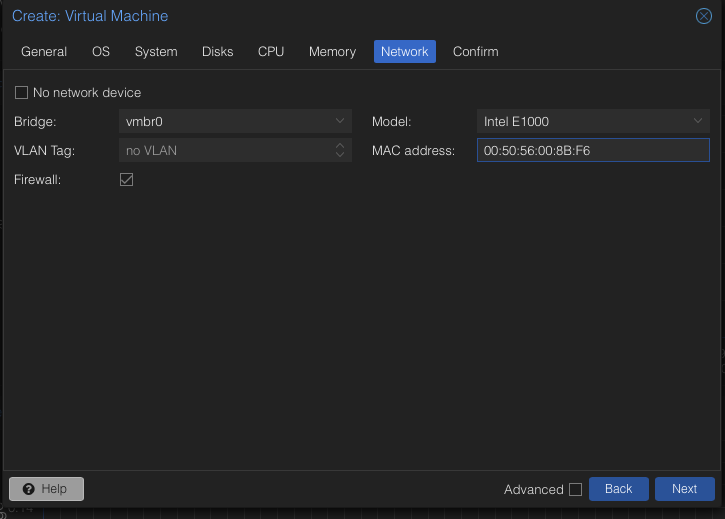 Create: Virtual Machine
General OS System Disks CPU Memory Network Confirm
No network device
Bridge: vmbr0 Model: Intel E1000
VLAN Tag: no VLAN MAC address: 00:50:56:00:8B:F6
Firewall:
Help Advanced Back Next